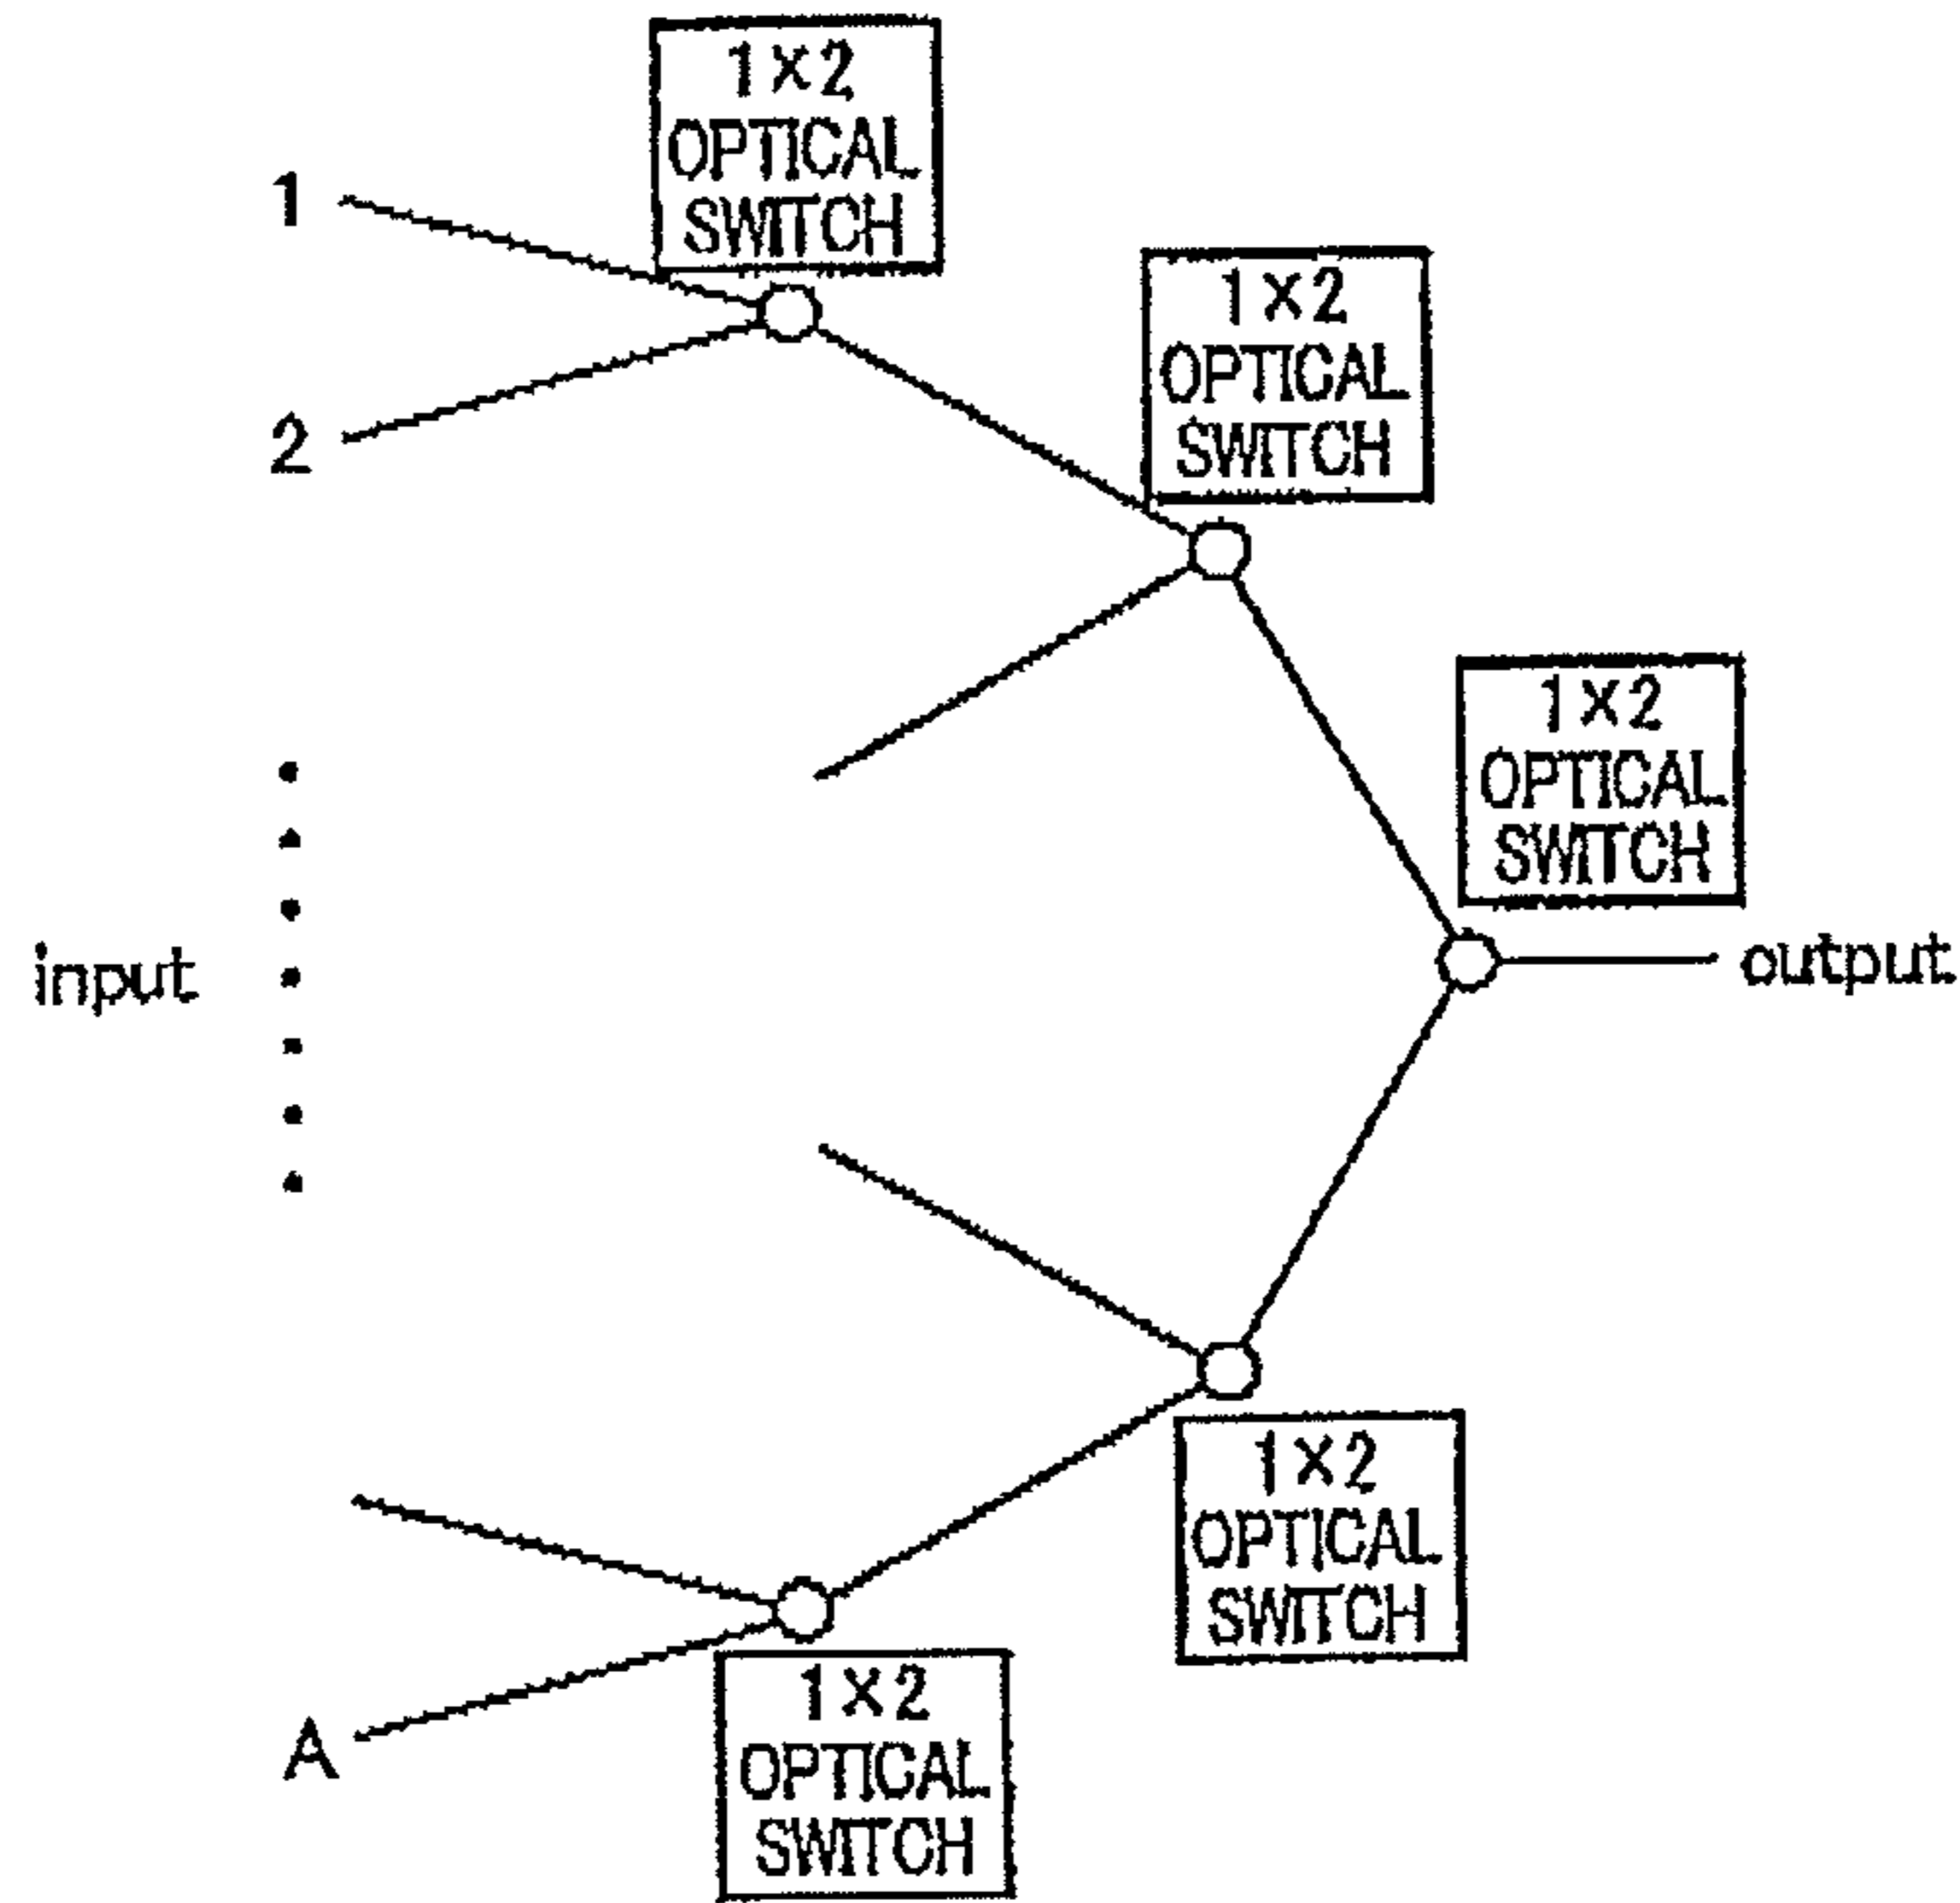 1×2
OPTICAL
SWITCH
1
2
1×2
OPTICAL
SWITCH
1×2
OPTICAL
SWITCH
input
output
1×2
OPTICAL
SWITCH
A
1×2
OPTICAL
SWITCH